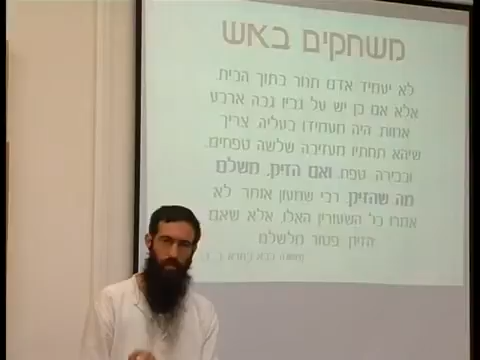 משחקים באש
לא יעמיד אדם תנור בתוך הבית,
אלא אם כן יש על גביו גבה ארבע
אמות. היה מעמידו בעליה, צריך
שיהא תחתיו מעזיבה שלשה טפחים,
ובכירה, טפח. ואם הזיק, משלם
מה שהזיק. רבי שמעון אומר, לא
אמרו כל השעורין האלו, אלא שאם
הזיק, פטור מלשלם
משנה בבא בתרא ב